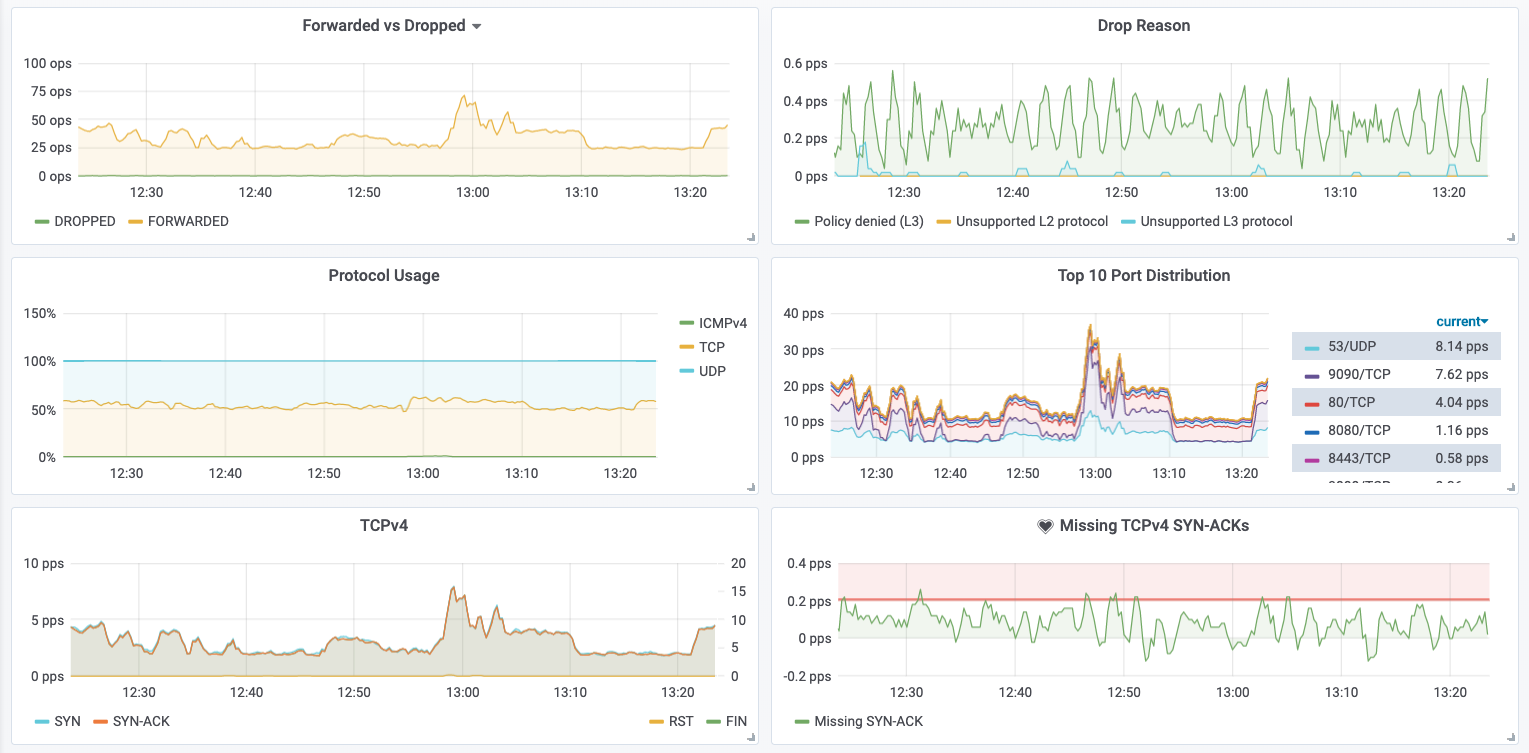 Forwarded vs Dropped
100 ops
75 ops
50 ops
25 ops
0 ops
12:30 12:40 12:50 13:00 13:10 13:20
DROPPED FORWARDED
Drop Reason
0.6 pps
0.4 pps
0.2 pps
0 pps
12:30 12:40 12:50 13:00 13:10 13:20
Policy denied (L3) Unsupported L2 protocol Unsupported L3 protocol
Protocol Usage
150%
100%
50%
0%
12:30 12:40 12:50 13:00 13:10 13:20
ICMPv4
TCP
UDP
Top 10 Port Distribution
40 pps
30 pps
20 pps
10 pps
0 pps
12:30 12:40 12:50 13:00 13:10 13:20
current
53/UDP 8.14 pps
9090/TCP 7.62 pps
80/TCP 4.04 pps
8080/TCP 1.16 pps
8443/TCP 0.58 pps
TCPv4
10 pps
5 pps
0 pps
20
15
10
5
0
12:30 12:40 12:50 13:00 13:10 13:20
SYN SYN-ACK RST FIN
Missing TCPv4 SYN-ACKs
0.4 pps
0.2 pps
0 pps
-0.2 pps
12:30 12:40 12:50 13:00 13:10 13:20
Missing SYN-ACK